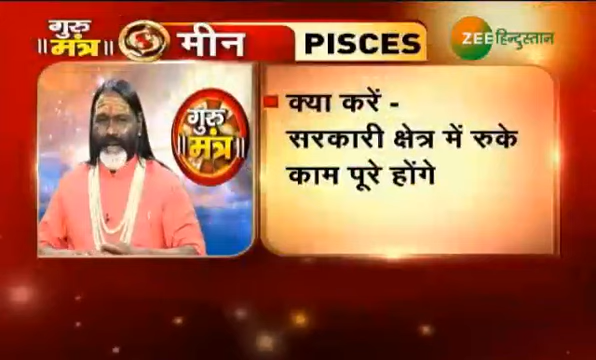 गुरु
॥ मंत्र ॥
मीन
PISCES
ZEE हिन्दुस्तान
गुरु
॥ मंत्र ॥
क्या करें -
सरकारी क्षेत्र में रुके
काम पूरे होंगे